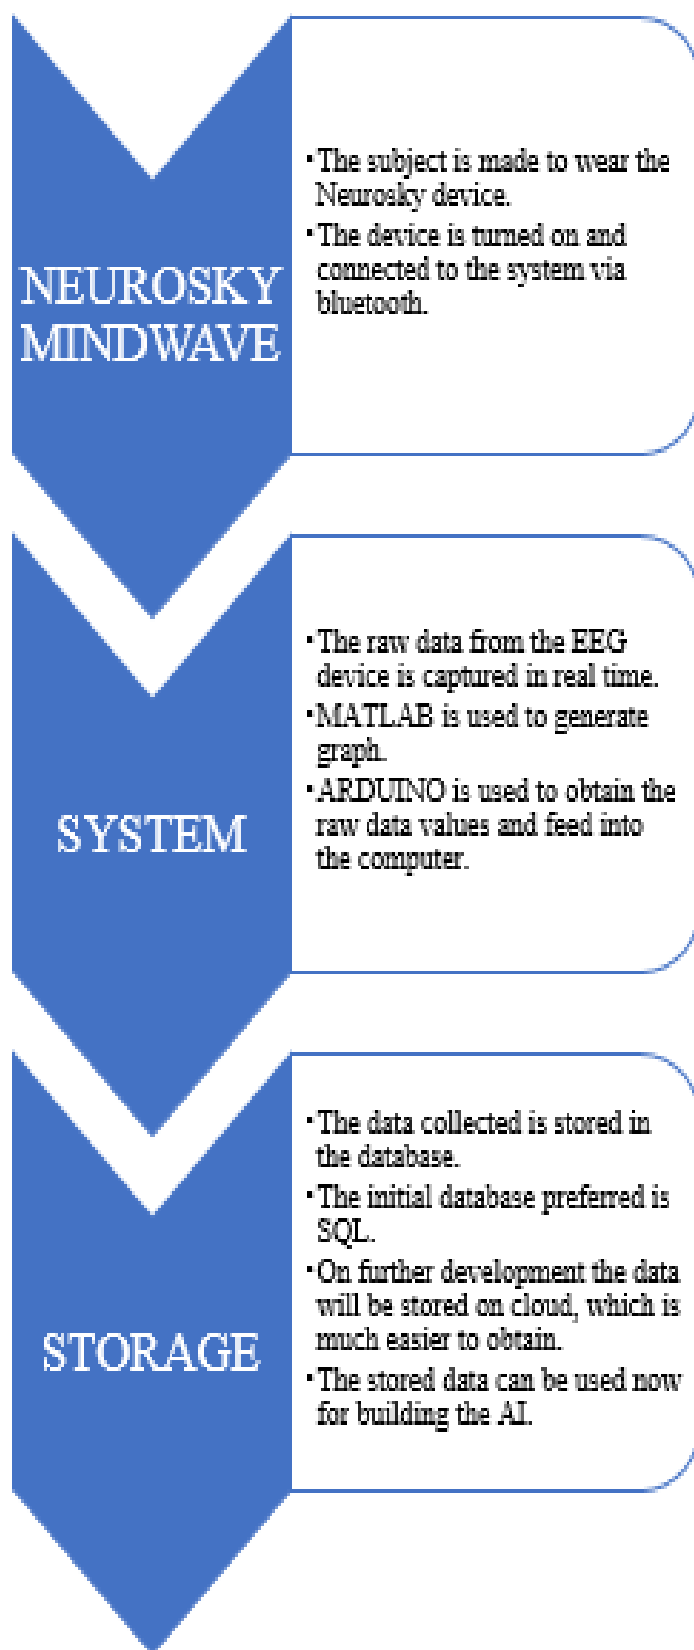 NEUROSKY
MINDWAVE
•The subject is made to wear the
Neurosky device.
•The device is turned on and
connected to the system via
bluetooth.
SYSTEM
•The raw data from the EEG
device is captured in real time.
•MATLAB is used to generate
graph.
•ARDUINO is used to obtain the
raw data values and feed into
the computer.
STORAGE
•The data collected is stored in
the database.
•The initial database preferred is
SQL.
•On further development the data
will be stored on cloud, which is
much easier to obtain.
•The stored data can be used now
for building the AI.